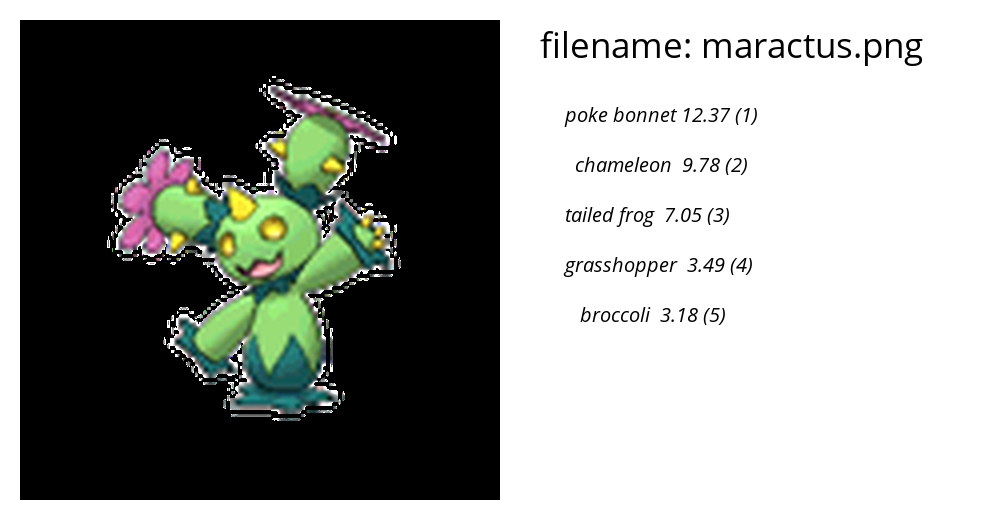 filename: maractus.png
poke bonnet 12.37 (1)
chameleon 9.78 (2)
tailed frog 7.05 (3)
grasshopper 3.49 (4)
broccoli 3.18 (5)